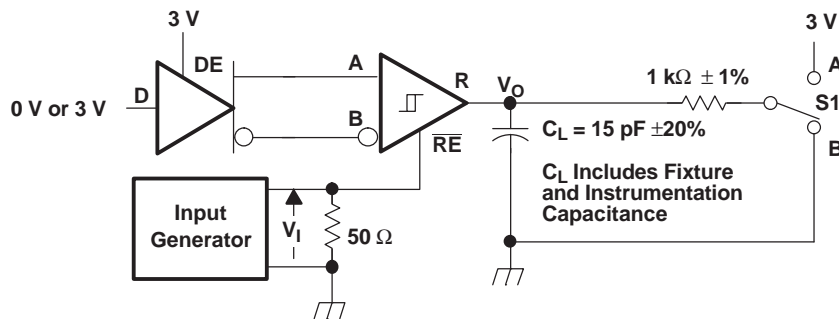 3 V
3 V
DE
A
R
V_O
1 kΩ ± 1%
A
0 V or 3 V
D
S1
B
R̅E̅
C_L = 15 pF ±20%
B
C_L Includes Fixture
and Instrumentation
Capacitance
Input
Generator
V_I
50 Ω